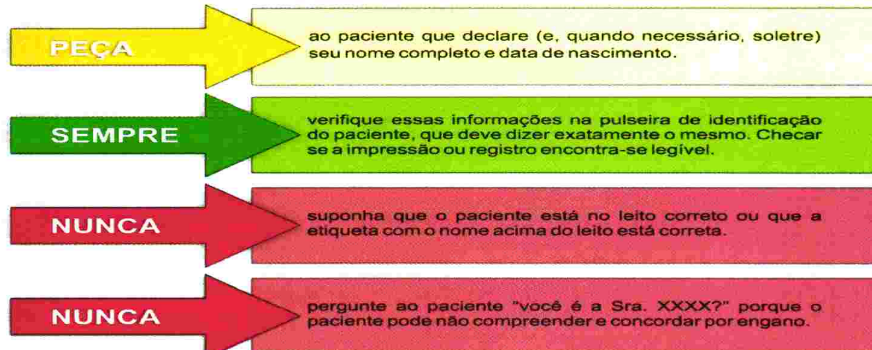 PEÇA
ao paciente que declare (e, quando necessário, soletre)
seu nome completo e data de nascimento.
SEMPRE
verifique essas informações na pulseira de identificação
do paciente, que deve dizer exatamente o mesmo. Checar
se a impressão ou registro encontra-se legível.
NUNCA
suponha que o paciente está no leito correto ou que a
etiqueta com o nome acima do leito está correta.
NUNCA
pergunte ao paciente "você é a Sra. XXXX?" porque o
paciente pode não compreender e concordar por engano.